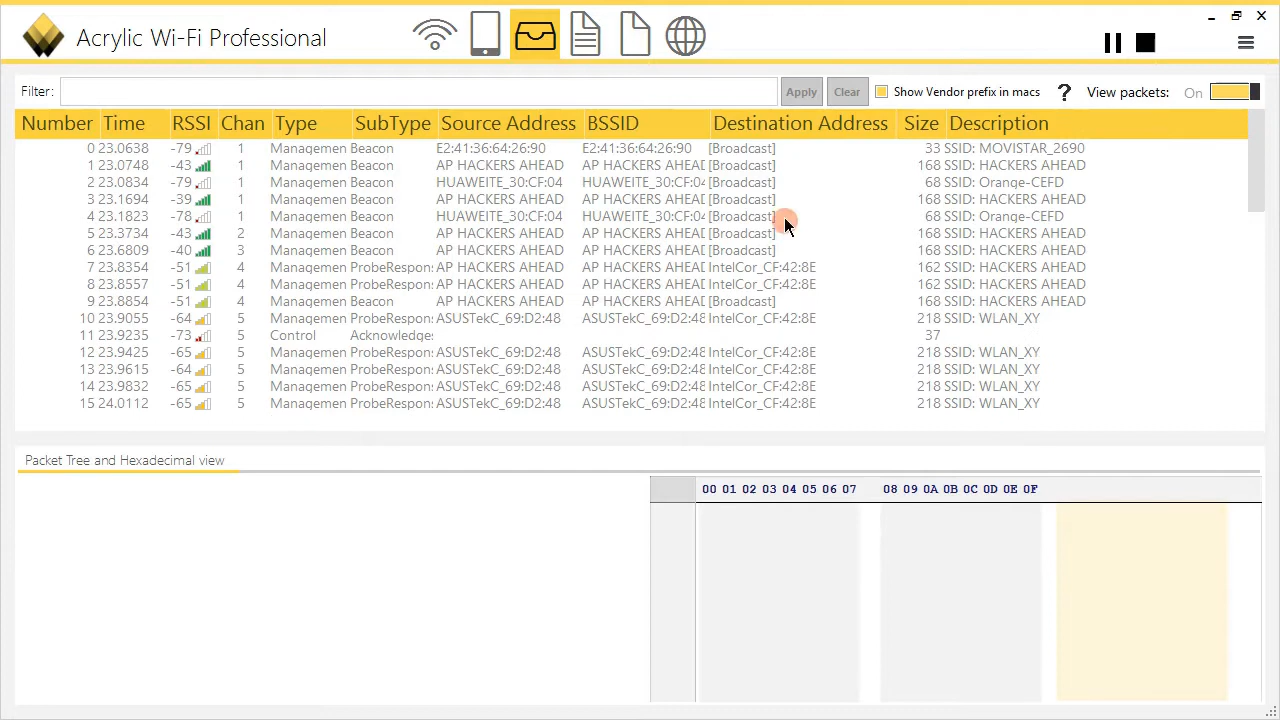 Acrylic Wi-Fi Professional
Filter: Apply Clear Show Vendor prefix in macs ? View packets: On
Number Time RSSI Chan Type SubType Source Address BSSID Destination Address Size Description
0 23.0638 -79 1 Managemen Beacon E2:41:36:64:26:90 E2:41:36:64:26:90 [Broadcast] 33 SSID: MOVISTAR_2690
1 23.0748 -43 1 Managemen Beacon AP HACKERS AHEAD AP HACKERS AHEAD [Broadcast] 168 SSID: HACKERS AHEAD
2 23.0834 -79 1 Managemen Beacon HUAWEITE_30:CF:04 HUAWEITE_30:CF:04 [Broadcast] 68 SSID: Orange-CEFD
3 23.1694 -39 1 Managemen Beacon AP HACKERS AHEAD AP HACKERS AHEAD [Broadcast] 168 SSID: HACKERS AHEAD
4 23.1823 -78 1 Managemen Beacon HUAWEITE_30:CF:04 HUAWEITE_30:CF:04 [Broadcast] 68 SSID: Orange-CEFD
5 23.3734 -43 2 Managemen Beacon AP HACKERS AHEAD AP HACKERS AHEAD [Broadcast] 168 SSID: HACKERS AHEAD
6 23.6809 -40 3 Managemen Beacon AP HACKERS AHEAD AP HACKERS AHEAD [Broadcast] 168 SSID: HACKERS AHEAD
7 23.8354 -51 4 Managemen ProbeRespon: AP HACKERS AHEAD AP HACKERS AHEAD IntelCor_CF:42:8E 162 SSID: HACKERS AHEAD
8 23.8557 -51 4 Managemen ProbeRespon: AP HACKERS AHEAD AP HACKERS AHEAD IntelCor_CF:42:8E 162 SSID: HACKERS AHEAD
9 23.8854 -51 4 Managemen Beacon AP HACKERS AHEAD AP HACKERS AHEAD [Broadcast] 168 SSID: HACKERS AHEAD
10 23.9055 -64 5 Managemen ProbeRespon: ASUSTekC_69:D2:48 ASUSTekC_69:D2:48 IntelCor_CF:42:8E 218 SSID: WLAN_XY
11 23.9235 -73 5 Control Acknowledge: 37
12 23.9425 -65 5 Managemen ProbeRespon: ASUSTekC_69:D2:48 ASUSTekC_69:D2:48 IntelCor_CF:42:8E 218 SSID: WLAN_XY
13 23.9615 -64 5 Managemen ProbeRespon: ASUSTekC_69:D2:48 ASUSTekC_69:D2:48 IntelCor_CF:42:8E 218 SSID: WLAN_XY
14 23.9832 -65 5 Managemen ProbeRespon: ASUSTekC_69:D2:48 ASUSTekC_69:D2:48 IntelCor_CF:42:8E 218 SSID: WLAN_XY
15 24.0112 -65 5 Managemen ProbeRespon: ASUSTekC_69:D2:48 ASUSTekC_69:D2:48 IntelCor_CF:42:8E 218 SSID: WLAN_XY
Packet Tree and Hexadecimal view
00 01 02 03 04 05 06 07 08 09 0A 0B 0C 0D 0E 0F